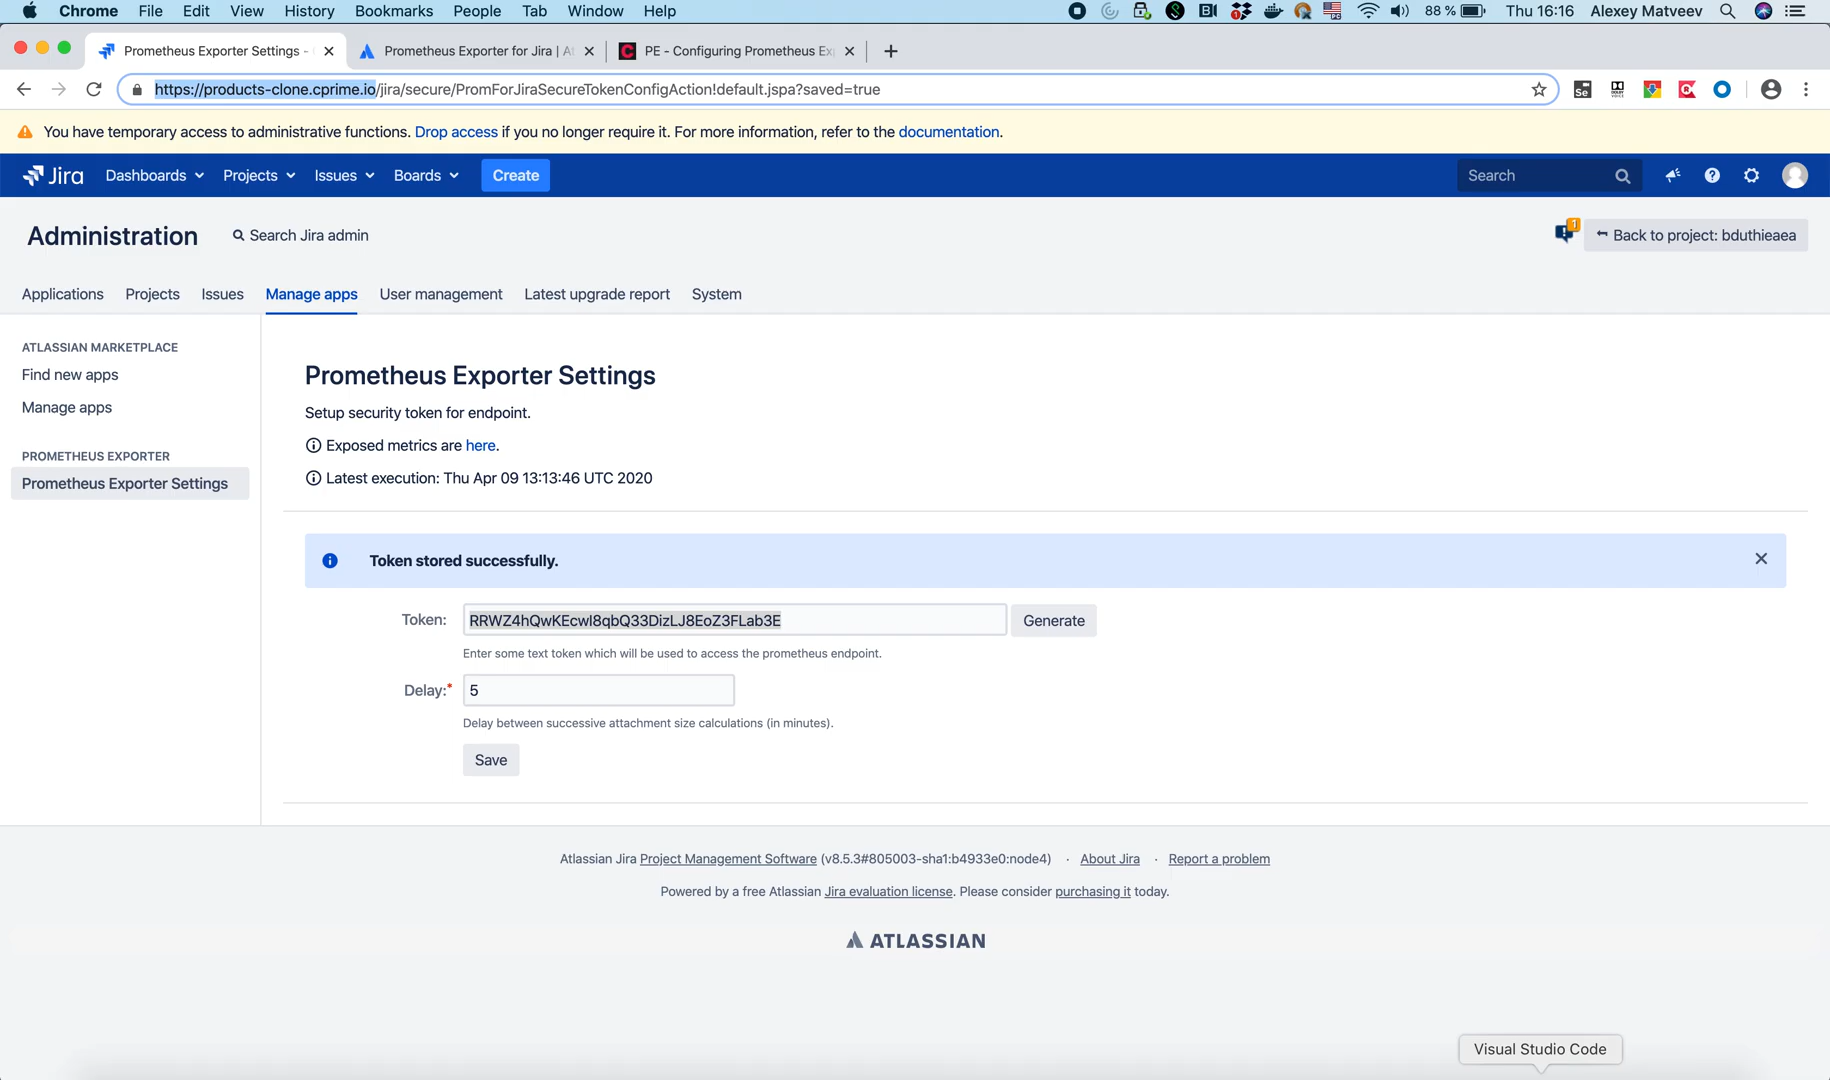 Chrome File Edit View History Bookmarks People Tab Window Help 88 % Thu 16:16 Alexey Matveev
Prometheus Exporter Settings - Prometheus Exporter for Jira | A PE - Configuring Prometheus Ex
https://products-clone.cprime.io/jira/secure/PromForJiraSecureTokenConfigAction!default.jspa?saved=true
You have temporary access to administrative functions. Drop access if you no longer require it. For more information, refer to the documentation.
Jira Dashboards Projects Issues Boards Create Search
Administration Search Jira admin 1 Back to project: bduthieaea
Applications Projects Issues Manage apps User management Latest upgrade report System
ATLASSIAN MARKETPLACE
Find new apps
Manage apps
PROMETHEUS EXPORTER
Prometheus Exporter Settings
Prometheus Exporter Settings
Setup security token for endpoint.
Exposed metrics are here.
Latest execution: Thu Apr 09 13:13:46 UTC 2020
Token stored successfully.
Token: RRWZ4hQwKEcwl8qbQ33DizLJ8EoZ3FLab3E Generate
Enter some text token which will be used to access the prometheus endpoint.
Delay:* 5
Delay between successive attachment size calculations (in minutes).
Save
Atlassian Jira Project Management Software (v8.5.3#805003-sha1:b4933e0:node4) · About Jira · Report a problem
Powered by a free Atlassian Jira evaluation license. Please consider purchasing it today.
ATLASSIAN
Visual Studio Code